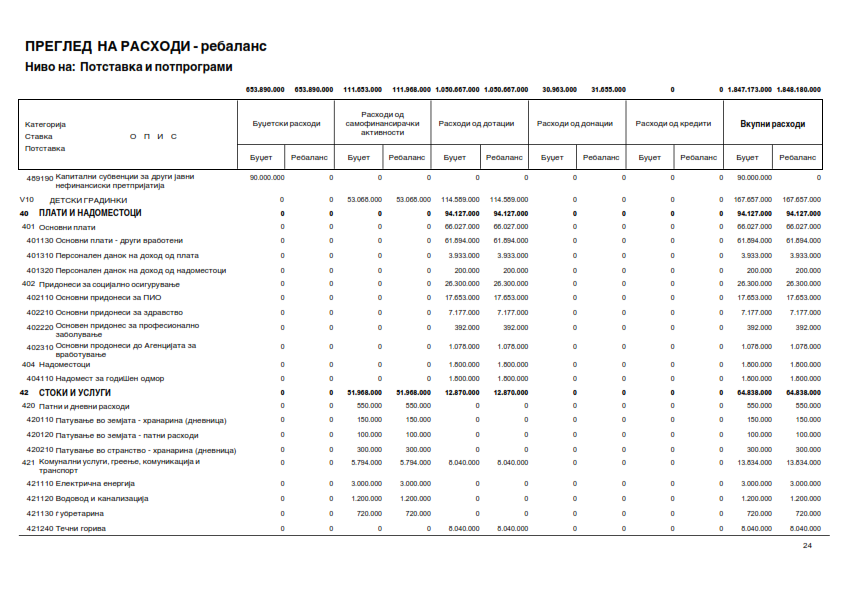 ПРЕГЛЕД НА РАСХОДИ - ребаланс
Ниво на: Потставка и потпрограми
653.890.000 653.890.000 111.653.000 111.968.000 1.050.667.000 1.050.667.000 30.963.000 31.655.000 0 0 1.847.173.000 1.848.180.000
Категорија
Ставка О П И С
Потставка
Буџетски расходи Расходи од самофинансирачки активности Расходи од дотации Расходи од донации Расходи од кредити Вкупни расходи
Буџет Ребаланс Буџет Ребаланс Буџет Ребаланс Буџет Ребаланс Буџет Ребаланс Буџет Ребаланс
489190 Капитални субвенции за други јавни 90.000.000 0 0 0 0 0 0 0 0 0 90.000.000 0
нефинансиски претпријатија
V10 ДЕТСКИ ГРАДИНКИ 0 0 53.068.000 53.068.000 114.589.000 114.589.000 0 0 0 0 167.657.000 167.657.000
40 ПЛАТИ И НАДОМЕСТОЦИ 0 0 0 0 94.127.000 94.127.000 0 0 0 0 94.127.000 94.127.000
401 Основни плати 0 0 0 0 66.027.000 66.027.000 0 0 0 0 66.027.000 66.027.000
401130 Основни плати - други вработени 0 0 0 0 61.894.000 61.894.000 0 0 0 0 61.894.000 61.894.000
401310 Персонален данок на доход од плата 0 0 0 0 3.933.000 3.933.000 0 0 0 0 3.933.000 3.933.000
401320 Персонален данок на доход од надоместоци 0 0 0 0 200.000 200.000 0 0 0 0 200.000 200.000
402 Придонеси за социјално осигурување 0 0 0 0 26.300.000 26.300.000 0 0 0 0 26.300.000 26.300.000
402110 Основни придонеси за ПИО 0 0 0 0 17.653.000 17.653.000 0 0 0 0 17.653.000 17.653.000
402210 Основни придонеси за здравство 0 0 0 0 7.177.000 7.177.000 0 0 0 0 7.177.000 7.177.000
402220 Основен придонес за професионално 0 0 0 0 392.000 392.000 0 0 0 0 392.000 392.000
заболување
402310 Основни продонеси до Агенцијата за 0 0 0 0 1.078.000 1.078.000 0 0 0 0 1.078.000 1.078.000
вработување
404 Надоместоци 0 0 0 0 1.800.000 1.800.000 0 0 0 0 1.800.000 1.800.000
404110 Надомест за годиШен одмор 0 0 0 0 1.800.000 1.800.000 0 0 0 0 1.800.000 1.800.000
42 СТОКИ И УСЛУГИ 0 0 51.968.000 51.968.000 12.870.000 12.870.000 0 0 0 0 64.838.000 64.838.000
420 Патни и дневни расходи 0 0 550.000 550.000 0 0 0 0 0 0 550.000 550.000
420110 Патување во земјата - хранарина (дневница) 0 0 150.000 150.000 0 0 0 0 0 0 150.000 150.000
420120 Патување во земјата - патни расходи 0 0 100.000 100.000 0 0 0 0 0 0 100.000 100.000
420210 Патување во странство - хранарина (дневница) 0 0 300.000 300.000 0 0 0 0 0 0 300.000 300.000
421 Комунални услуги, греење, комуникација и 0 0 5.794.000 5.794.000 8.040.000 8.040.000 0 0 0 0 13.834.000 13.834.000
транспорт
421110 Електрична енергија 0 0 3.000.000 3.000.000 0 0 0 0 0 0 3.000.000 3.000.000
421120 Водовод и канализација 0 0 1.200.000 1.200.000 0 0 0 0 0 0 1.200.000 1.200.000
421130 Ѓубретарина 0 0 720.000 720.000 0 0 0 0 0 0 720.000 720.000
421240 Течни горива 0 0 0 0 8.040.000 8.040.000 0 0 0 0 8.040.000 8.040.000
24